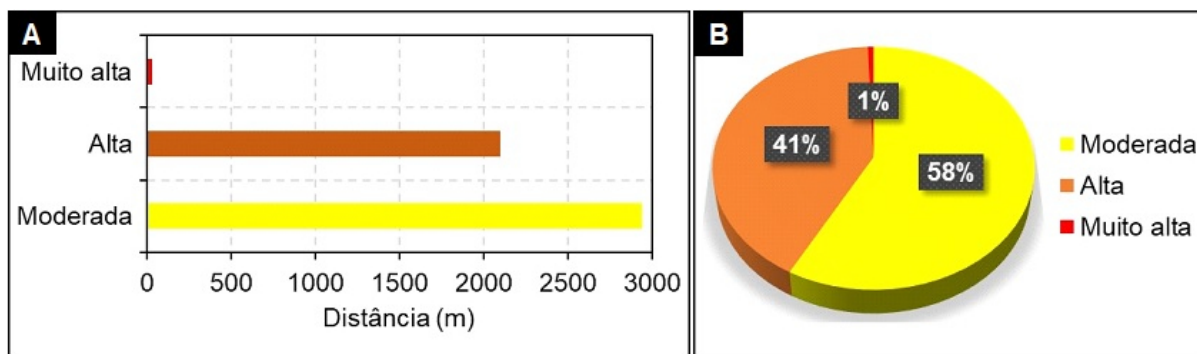 A
Muito alta
Alta
Moderada
0 500 1000 1500 2000 2500 3000
Distância (m)
B
1%
41%
58%
Moderada
Alta
Muito alta